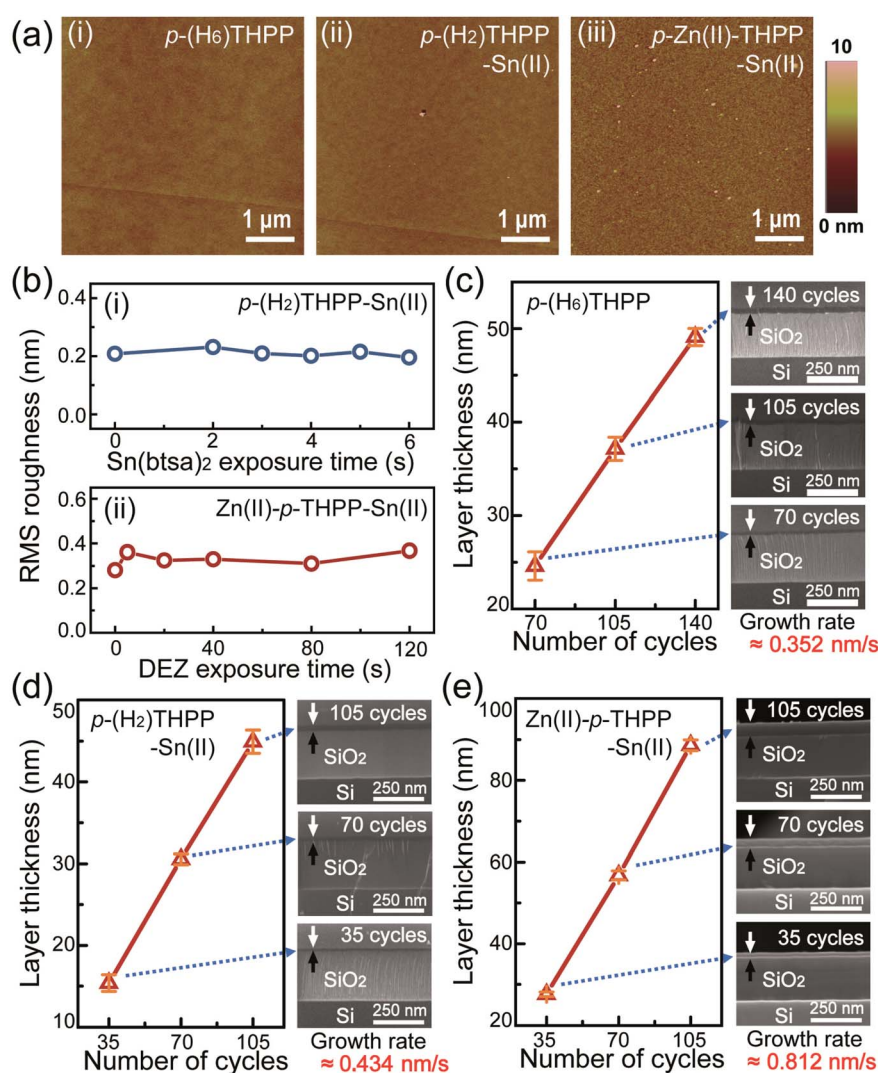 (a)
(i)
p-(H6)THPP
1 μm
(ii)
p-(H2)THPP
-Sn(II)
1 μm
(iii)
p-Zn(II)-THPP
-Sn(II)
1 μm
10
0 nm
(b)
RMS roughness (nm)
(i)
p-(H2)THPP-Sn(II)
0.4
0.2
0.0
0 2 4 6
Sn(btsa)2 exposure time (s)
(ii)
Zn(II)-p-THPP-Sn(II)
0.6
0.4
0.2
0.0
0 40 80 120
DEZ exposure time (s)
(c)
p-(H6)THPP
Layer thickness (nm)
50
40
30
20
70 105 140
Number of cycles
140 cycles
SiO2
Si
250 nm
105 cycles
SiO2
Si
250 nm
70 cycles
SiO2
Si
250 nm
Growth rate
≈ 0.352 nm/s
(d)
p-(H2)THPP
-Sn(II)
Layer thickness (nm)
50
40
30
20
10
35 70 105
Number of cycles
105 cycles
SiO2
Si
250 nm
70 cycles
SiO2
Si
250 nm
35 cycles
SiO2
Si
250 nm
Growth rate
≈ 0.434 nm/s
(e)
Zn(II)-p-THPP
-Sn(II)
Layer thickness (nm)
100
80
60
40
20
35 70 105
Number of cycles
105 cycles
SiO2
Si
250 nm
70 cycles
SiO2
Si
250 nm
35 cycles
SiO2
Si
250 nm
Growth rate
≈ 0.812 nm/s